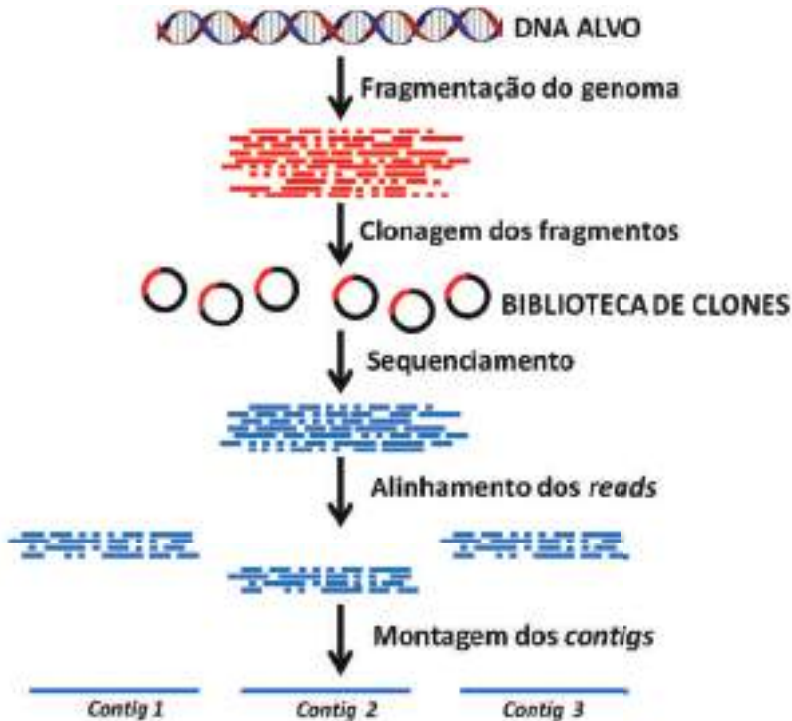 DNA ALVO
Fragmentação do genoma
Clonagem dos fragmentos
BIBLIOTECA DE CLONES
Sequenciamento
Alinhamento dos reads
Montagem dos contigs
Contig 1
Contig 2
Contig 3